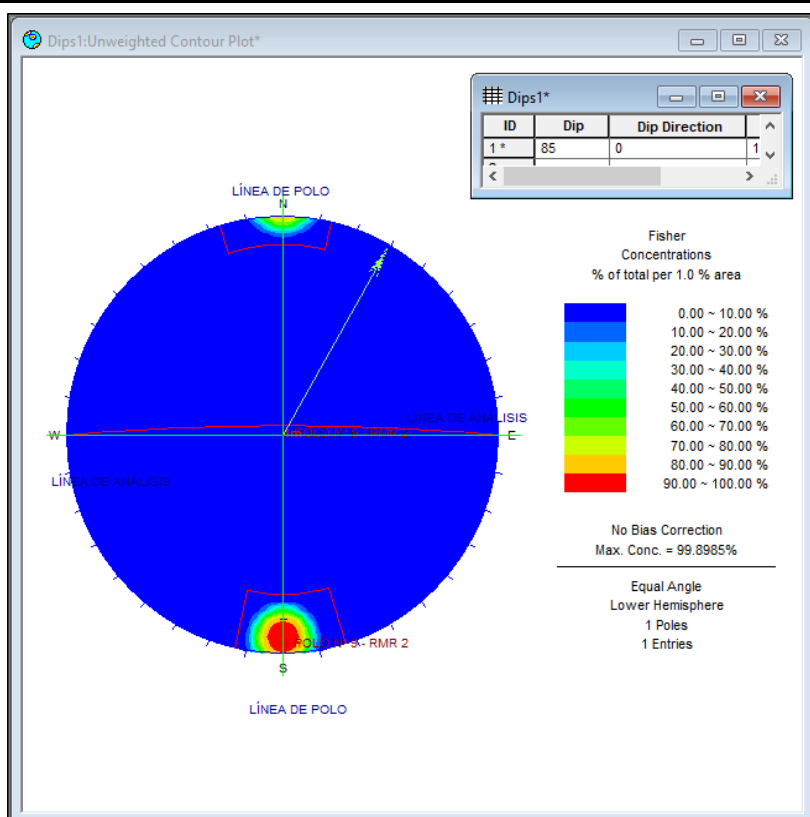 Dips1:Unweighted Contour Plot*
Dips1*
ID Dip Dip Direction
1 * 85 0 1
LÍNEA DE POLO
N
Fisher
Concentrations
% of total per 1.0 % area
0.00 ~ 10.00 %
10.00 ~ 20.00 %
20.00 ~ 30.00 %
30.00 ~ 40.00 %
40.00 ~ 50.00 %
50.00 ~ 60.00 %
60.00 ~ 70.00 %
70.00 ~ 80.00 %
80.00 ~ 90.00 %
90.00 ~ 100.00 %
LÍNEA DE ANÁLISIS
W
E
LÍNEA DE ANÁLISIS
No Bias Correction
Max. Conc. = 99.8985%
Equal Angle
Lower Hemisphere
1 Poles
1 Entries
POLO N° 9 - RMR 2
S
LÍNEA DE POLO